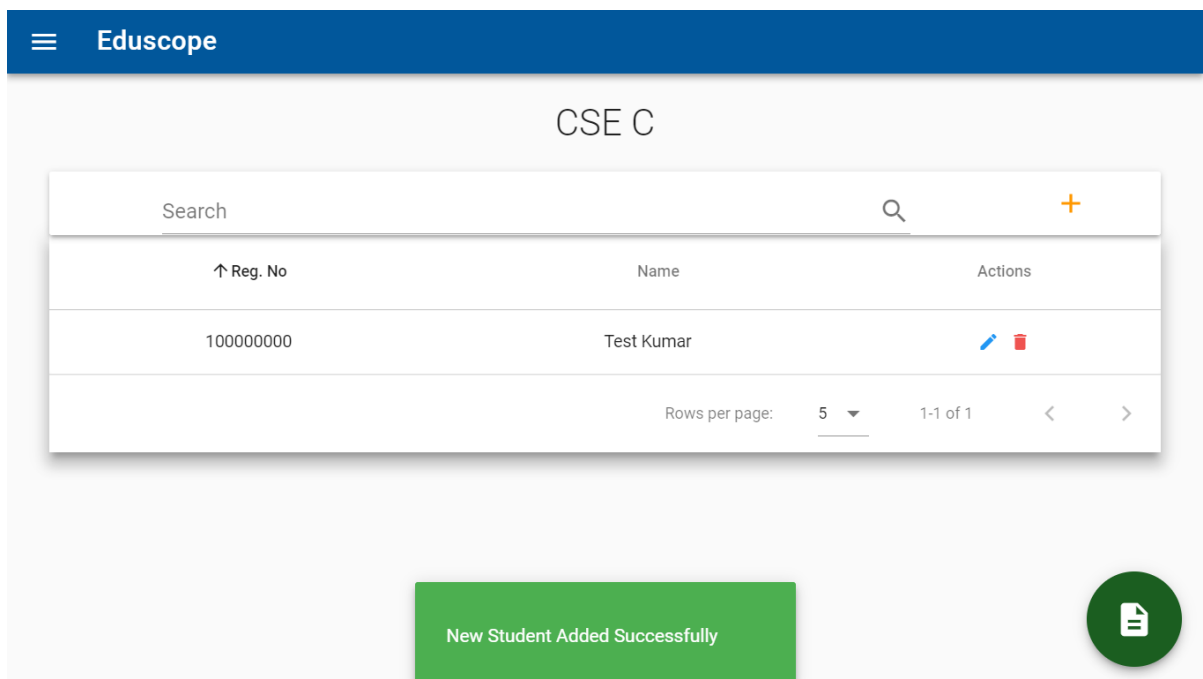 Eduscope
CSE C
Search
Reg. No Name Actions
100000000 Test Kumar
Rows per page: 5 1-1 of 1
New Student Added Successfully